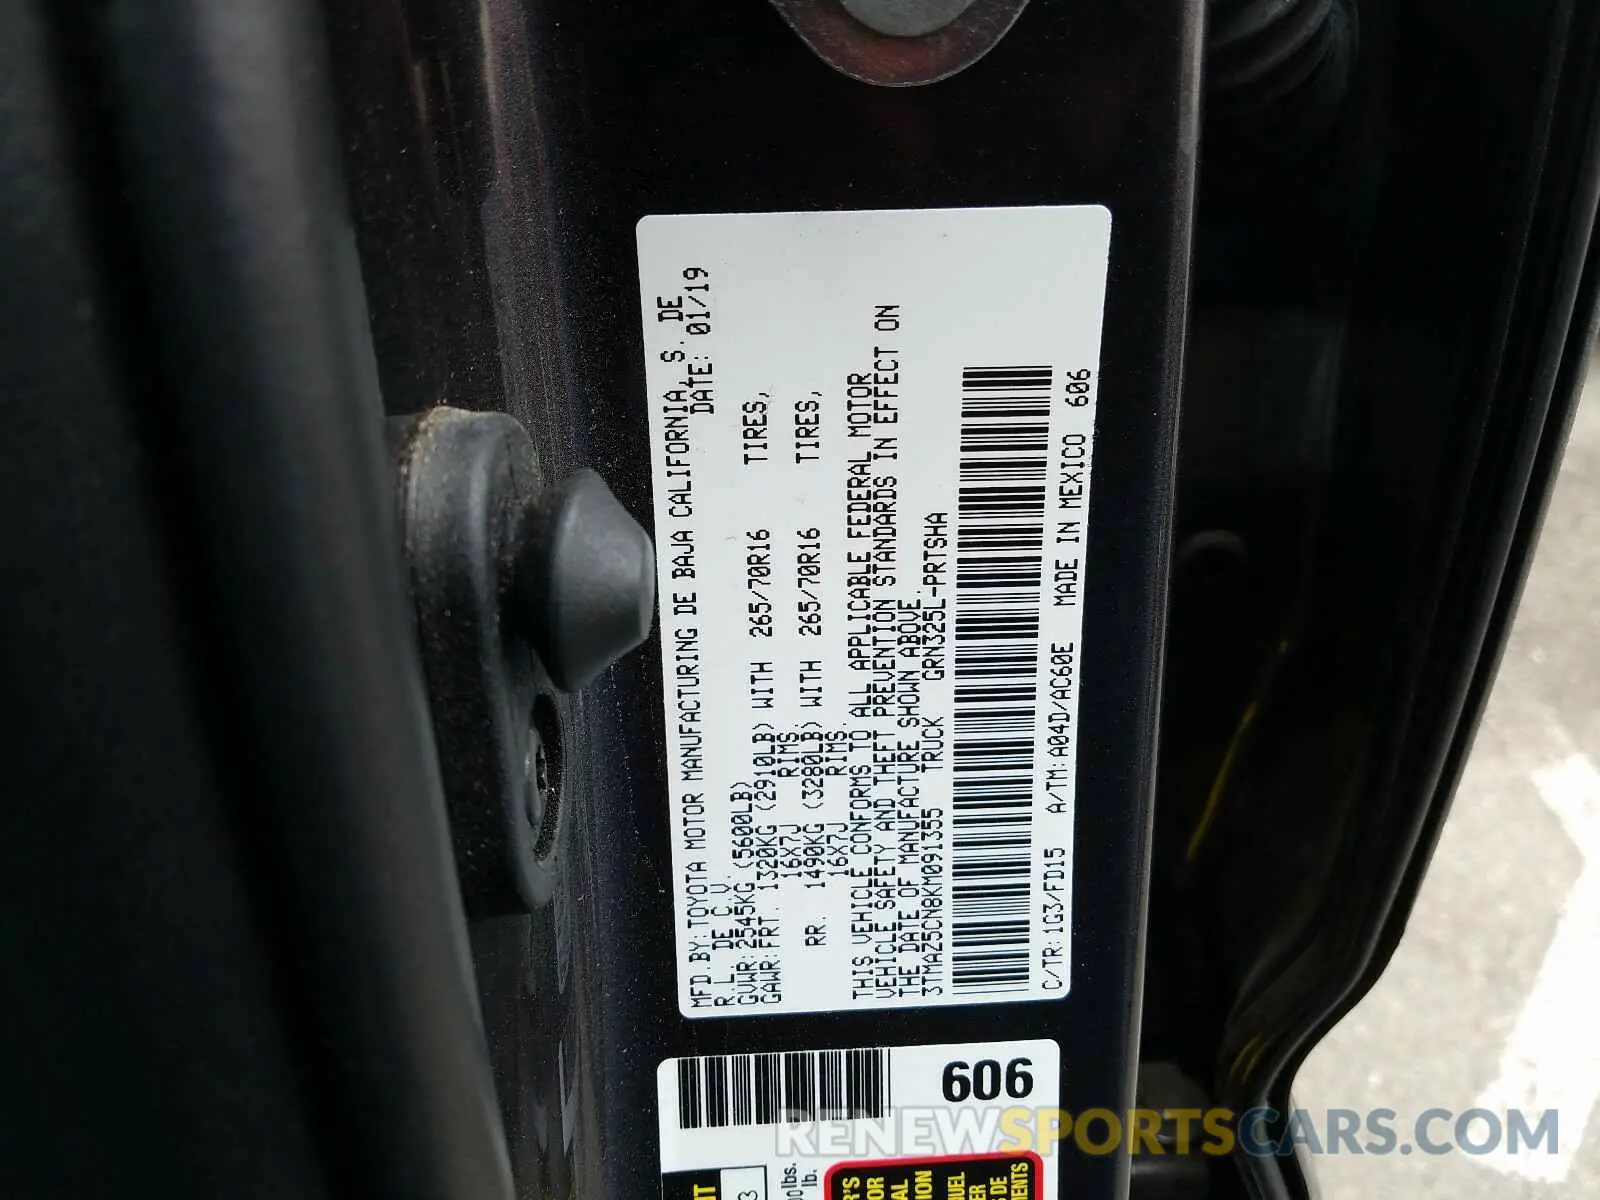 MFD.BY:TOYOTA MOTOR MANUFACTURING DE BAJA CALIFORNIA, S. DE
R.L. DE C.V. DATE: 01/19
GVWR:2545KG (5600LB)
GAWR:FRT. 1320KG (2910LB) WITH 265/70R16 TIRES,
16X7J RIMS.
RR. 1490KG (3280LB) WITH 265/70R16 TIRES,
16X7J RIMS.
THIS VEHICLE CONFORMS TO ALL APPLICABLE FEDERAL MOTOR
VEHICLE SAFETY AND THEFT PREVENTION STANDARDS IN EFFECT ON
THE DATE OF MANUFACTURE SHOWN ABOVE.
3TMAZ5CN8KM091355 TRUCK GRN325L-PRTSHA
C/TR:1G3/FD15 A/TM:A04D/AC60E MADE IN MEXICO 606
606
RENEWSPORTSCARS.COM